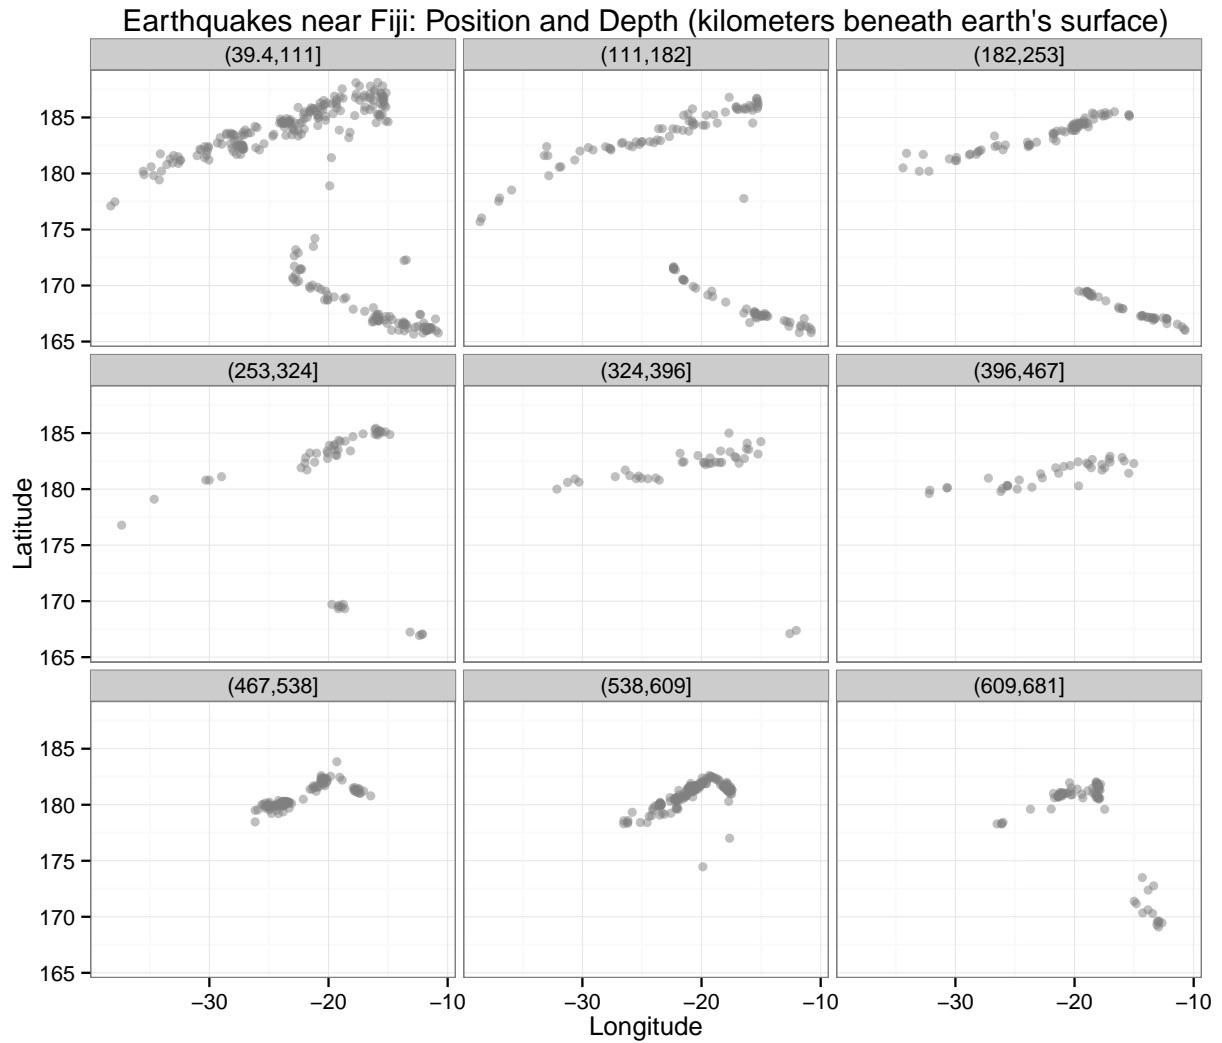 Earthquakes near Fiji: Position and Depth (kilometers beneath earth's surface)
(39.4,111] (111,182] (182,253]
185
180
175
170
165
(253,324] (324,396] (396,467]
185
180
175
170
165
Latitude
(467,538] (538,609] (609,681]
185
180
175
170
165
−30 −20 −10 −30 −20 −10 −30 −20 −10
Longitude